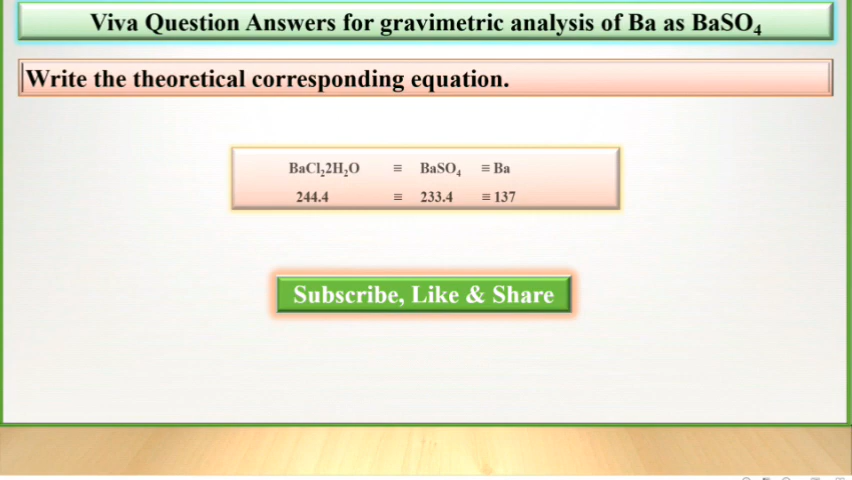 Viva Question Answers for gravimetric analysis of Ba as BaSO₄
Write the theoretical corresponding equation.
BaCl₂2H₂O ≡ BaSO₄ ≡ Ba
244.4 ≡ 233.4 ≡ 137
Subscribe, Like & Share